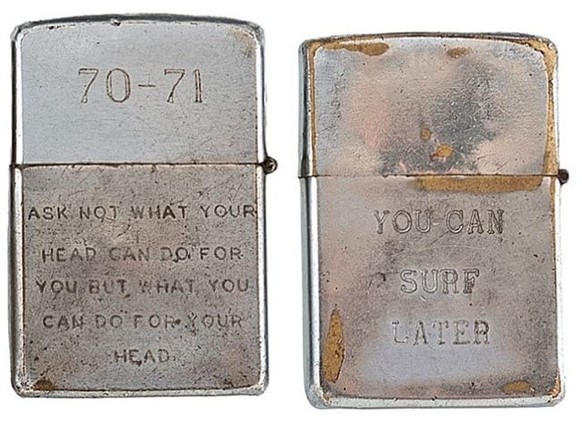 70-71
ASK NOT WHAT YOUR
HEAD CAN DO FOR
YOU BUT WHAT YOU
CAN DO FOR YOUR
HEAD.
YOU CAN
SURF
LATER